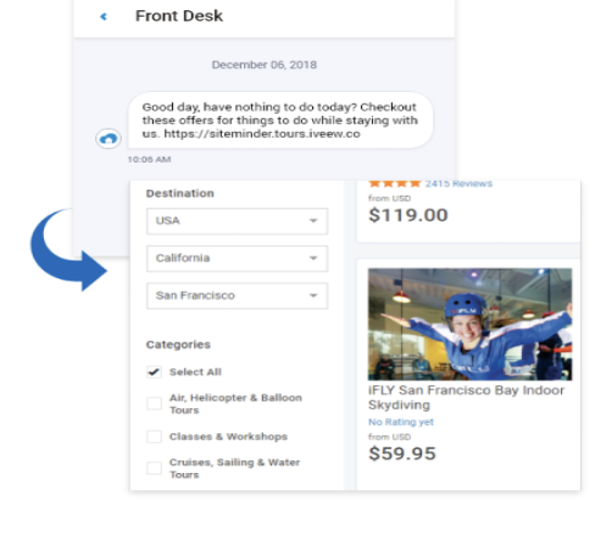 Front Desk
December 06, 2018
Good day, have nothing to do today? Checkout
these offers for things to do while staying with
us. https://siteminder.tours.iveew.co
10:06 AM
Destination
USA
California
San Francisco
Categories
Select All
Air, Helicopter & Balloon
Tours
Classes & Workshops
Cruises, Sailing & Water
Tours
2415 Reviews
from USD
$119.00
iFLY
iFLY San Francisco Bay Indoor
Skydiving
No Rating yet
from USD
$59.95